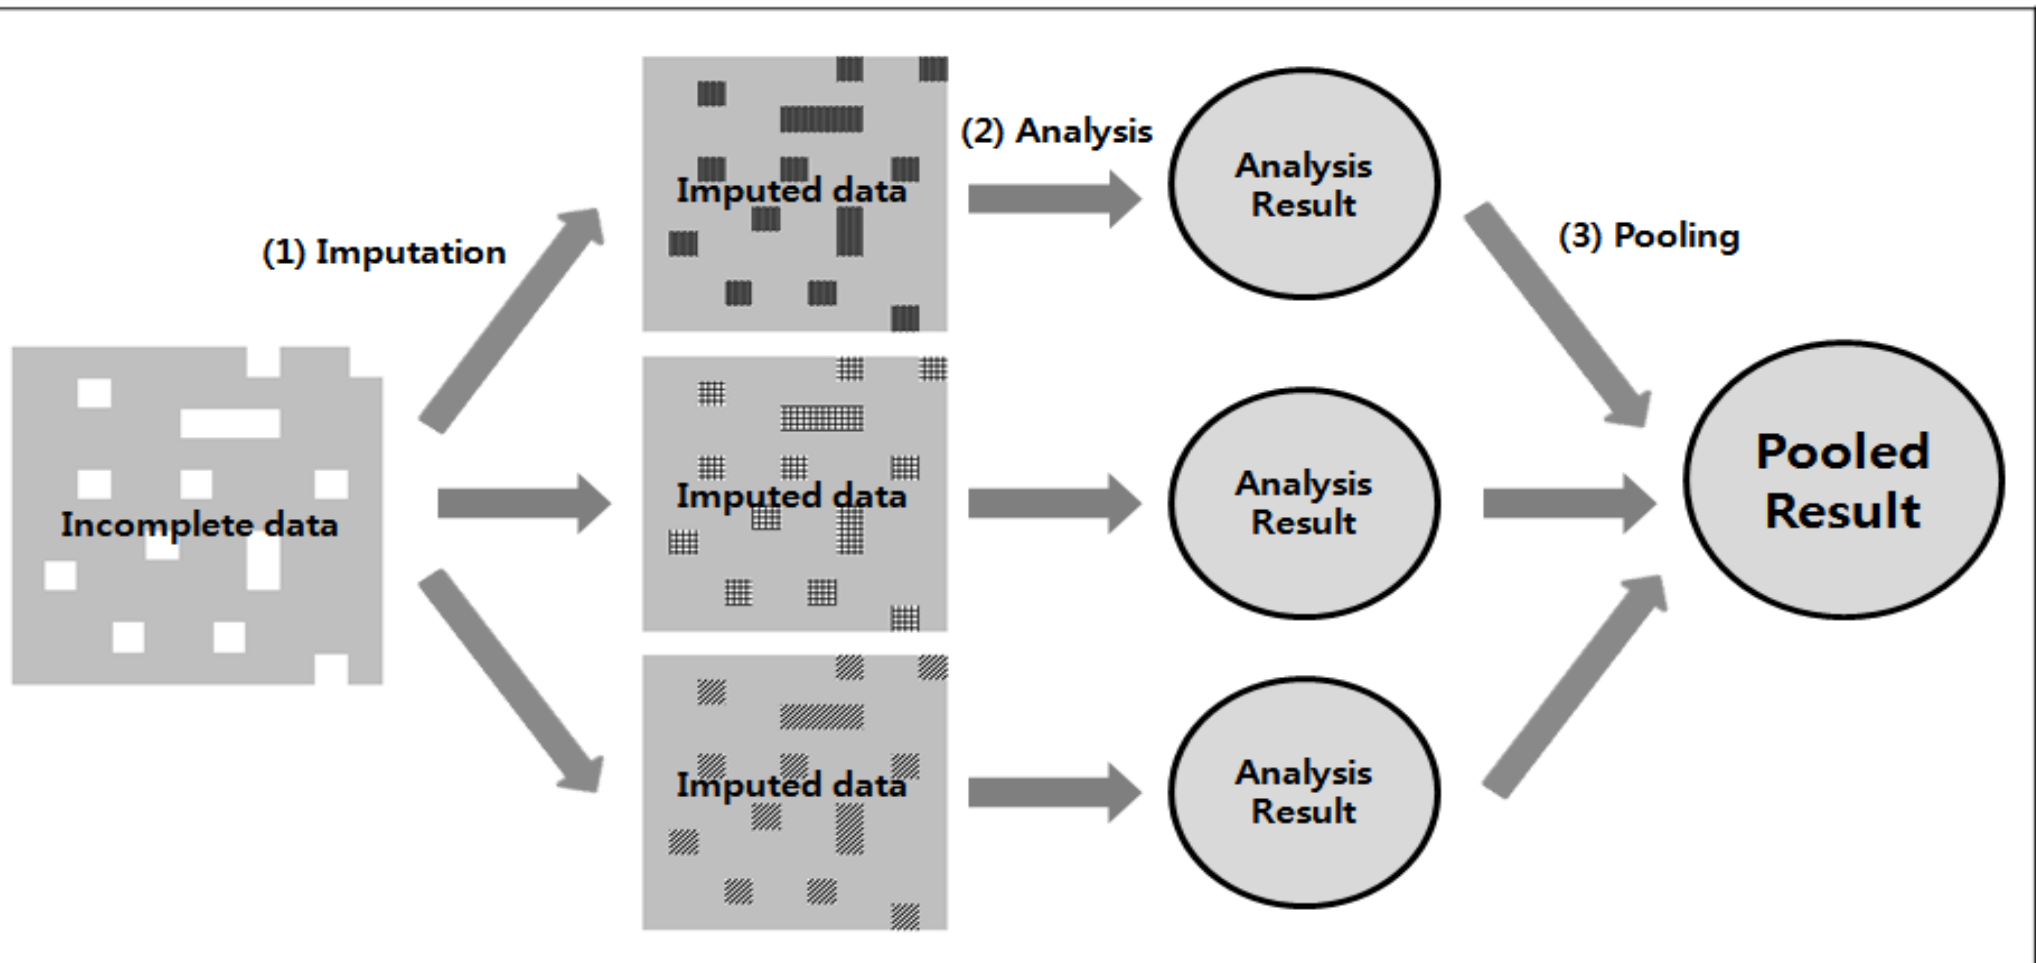 (1) Imputation
Incomplete data
Imputed data
Imputed data
Imputed data
(2) Analysis
Analysis
Result
Analysis
Result
Analysis
Result
(3) Pooling
Pooled
Result